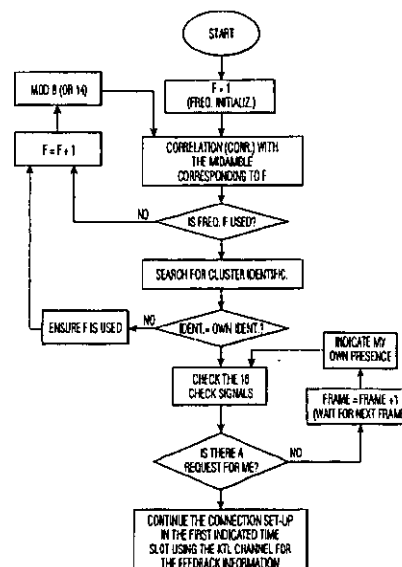 START
F - 1
(FREQ. INITIALIZ.)
MOD 8 (OR 14)
CORRELATION (CORR.) WITH
THE MIDAMBLE
CORRESPONDING TO F
F = F + 1
NO
IS FREQ. F USED?
SEARCH FOR CLUSTER IDENTIFIC.
ENSURE F IS USED
NO
IDENT.= OWN IDENT.?
INDICATE MY
OWN PRESENCE
CHECK THE 16
CHECK SIGNALS
FRAME = FRAME +1
(WAIT FOR NEXT FRAME
IS THERE A
REQUEST FOR ME?
NO
CONTINUE THE CONNECTION SET-UP
IN THE FIRST INDICATED TIME
SLOT USING THE CHANNEL FOR
THE FEEDBACK INFORMATION